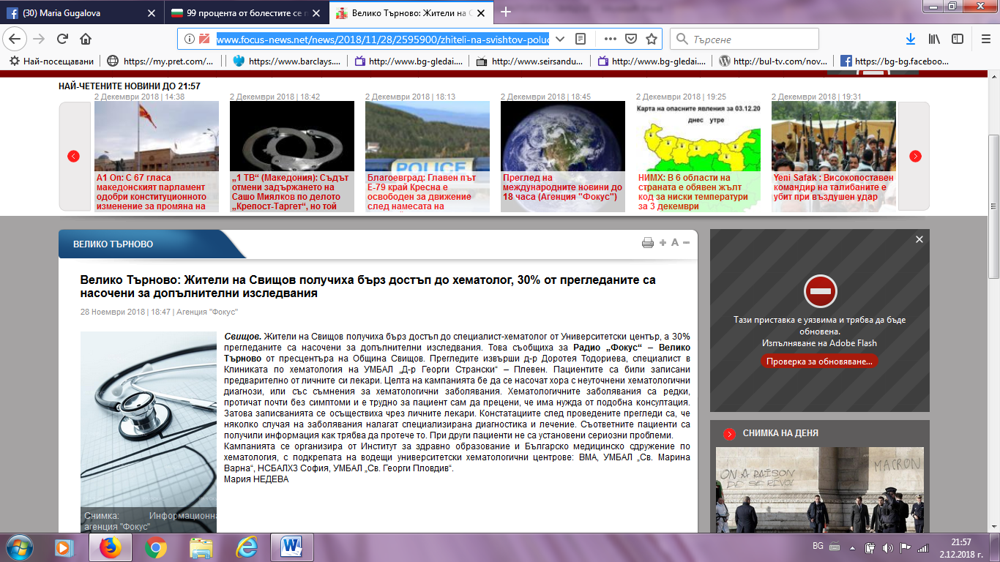 (30) Maria Gugalova
99 процента от болестите се п
Велико Търново: Жители на С
www.focus-news.net/news/2018/11/28/2595900/zhiteli-na-svishtov-poluc
Търсене
Най-посещавани
https://my.pret.com/...
https://www.barclays....
http://www.bg-gledai....
http://www.seirsandu...
http://www.bg-gledai....
http://bul-tv.com/nov...
https://bg-bg.faceboo...
НАЙ-ЧЕТЕНИТЕ НОВИНИ ДО 21:57
2 Декември 2018 | 14:38
A1 On: С 67 гласа
македонският парламент
одобри конституционното
изменение за промяна на
2 Декември 2018 | 18:42
„1 ТВ“ (Македония): Съдът
отмени задържането на
Сашо Миялков по делото
„Крепост-Таргет“, но той
2 Декември 2018 | 18:13
POLICE
Благоевград: Главен път
Е-79 край Кресна е
освободен за движение
след намесата на
2 Декември 2018 | 18:45
Преглед на
международните новини до
18 часа (Агенция "Фокус")
2 Декември 2018 | 19:25
Карта на опасните явления за 03.12.20
днес утре
НИМХ: В 6 области на
страната е обявен жълт
код за ниски температури
за 3 декември
2 Декември 2018 | 19:31
Yeni Safak : Високопоставен
командир на талибаните е
убит при въздушен удар
ВЕЛИКО ТЪРНОВО
A
Велико Търново: Жители на Свищов получиха бърз достъп до хематолог, 30% от прегледаните са
насочени за допълнителни изследвания
28 Ноември 2018 | 18:47 | Агенция "Фокус"
Свищов. Жители на Свищов получиха бърз достъп до специалист-хематолог от Университетски център, а 30%
прегледаните са насочени за допълнителни изследвания. Това съобщиха за Радио „Фокус“ – Велико
Търново от пресцентъра на Община Свищов. Прегледите извърши д-р Доротея Тодориева, специалист в
Клиниката по хематология на УМБАЛ „Д-р Георги Странски“ – Плевен. Пациентите са били записани
предварително от личните си лекари. Целта на кампанията бе да се насочат хора с неуточнени хематологични
диагнози, или със съмнения за хематологични заболявания. Хематологичните заболявания са редки,
протичат почти без симптоми и е трудно за пациент сам да прецени, че има нужда от подобна консултация.
Затова записванията се осъществиха чрез личните лекари. Констатациите след проведените прегледи са, че
няколко случая на заболявания налагат специализирана диагностика и лечение. Съответните пациенти са
получили информация как трябва да протече то. При други пациенти не са установени сериозни проблеми.
Кампанията се организира от Институт за здравно образование и Българско медицинско сдружение по
хематология, с подкрепата на водещи университетски хематологични центрове: ВМА, УМБАЛ „Св. Марина
Варна“, НСБАЛХЗ София, УМБАЛ „Св. Георги Пловдив“.
Мария НЕДЕВА
Снимка: Информационна
агенция "Фокус"
Тази приставка е уязвима и трябва да бъде
обновена.
Изпълняване на Adobe Flash
Проверка за обновяване...
СНИМКА НА ДЕНЯ
ON A RAISON
DE SE RÉVOL
MACRON
BG
21:57
2.12.2018 г.